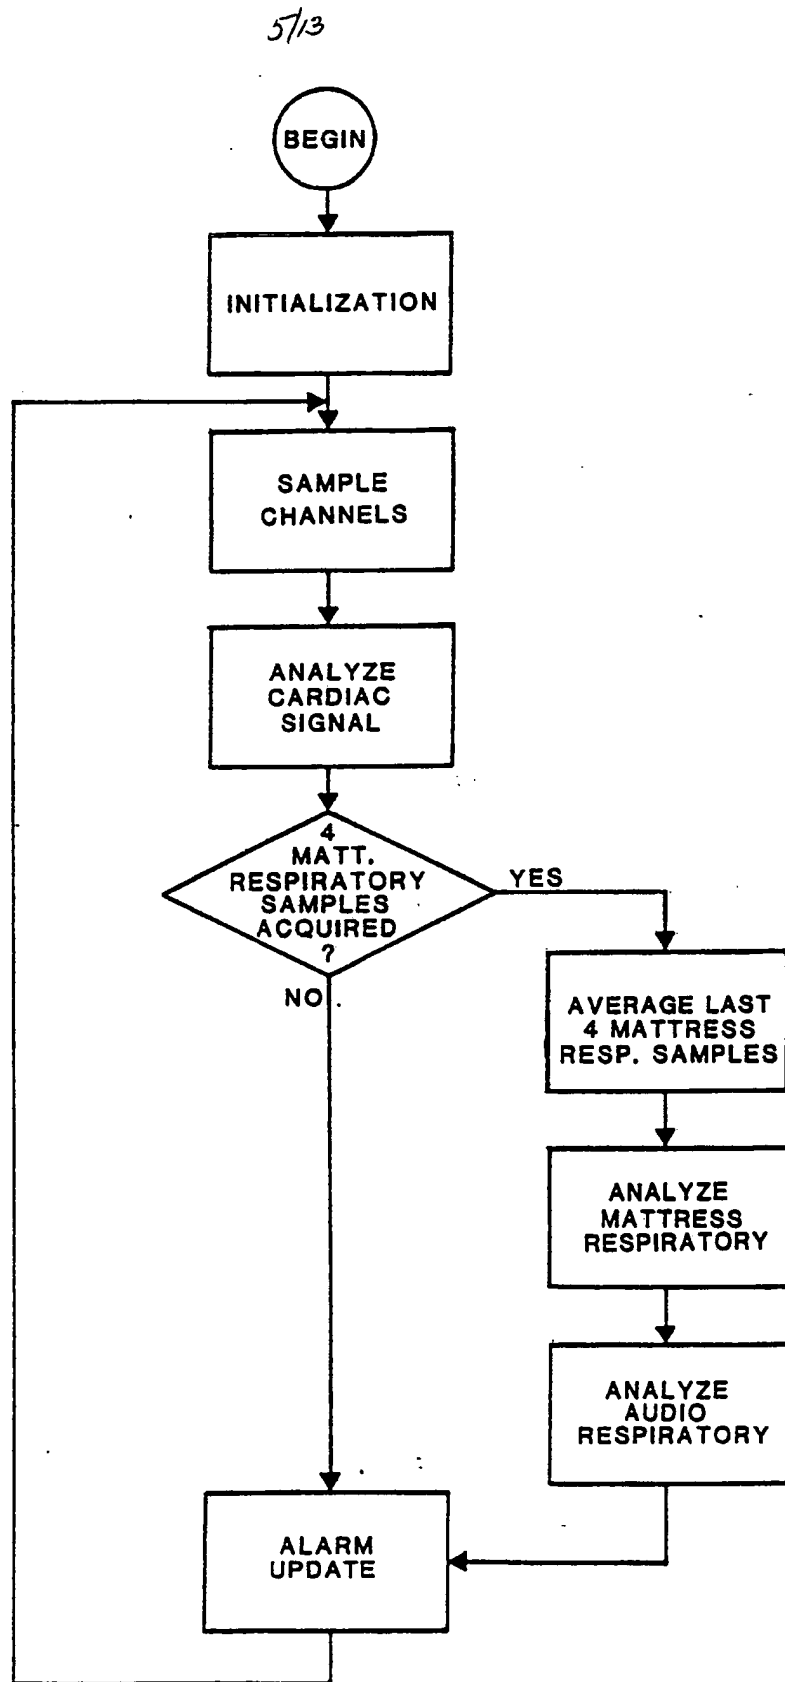 5/13
BEGIN
INITIALIZATION
SAMPLE
CHANNELS
ANALYZE
CARDIAC
SIGNAL
4
MATT.
RESPIRATORY
SAMPLES
ACQUIRED
?
YES
NO
AVERAGE LAST
4 MATTRESS
RESP. SAMPLES
ANALYZE
MATTRESS
RESPIRATORY
ANALYZE
AUDIO
RESPIRATORY
ALARM
UPDATE